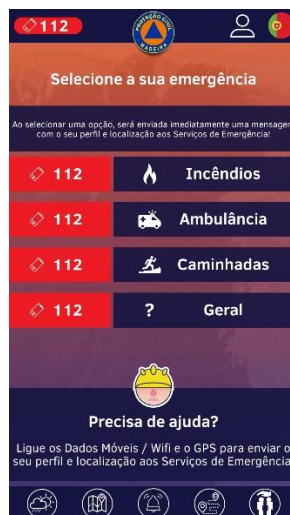 112
PROTEÇÃO CIVIL
MADEIRA
Selecione a sua emergência
Ao selecionar uma opção, será enviada imediatamente uma mensagem
com o seu perfil e localização aos Serviços de Emergência!
112 Incêndios
112 Ambulância
112 Caminhadas
112 ? Geral
Precisa de ajuda?
Ligue os Dados Móveis / Wifi e o GPS para enviar o
seu perfil e localização aos Serviços de Emergência